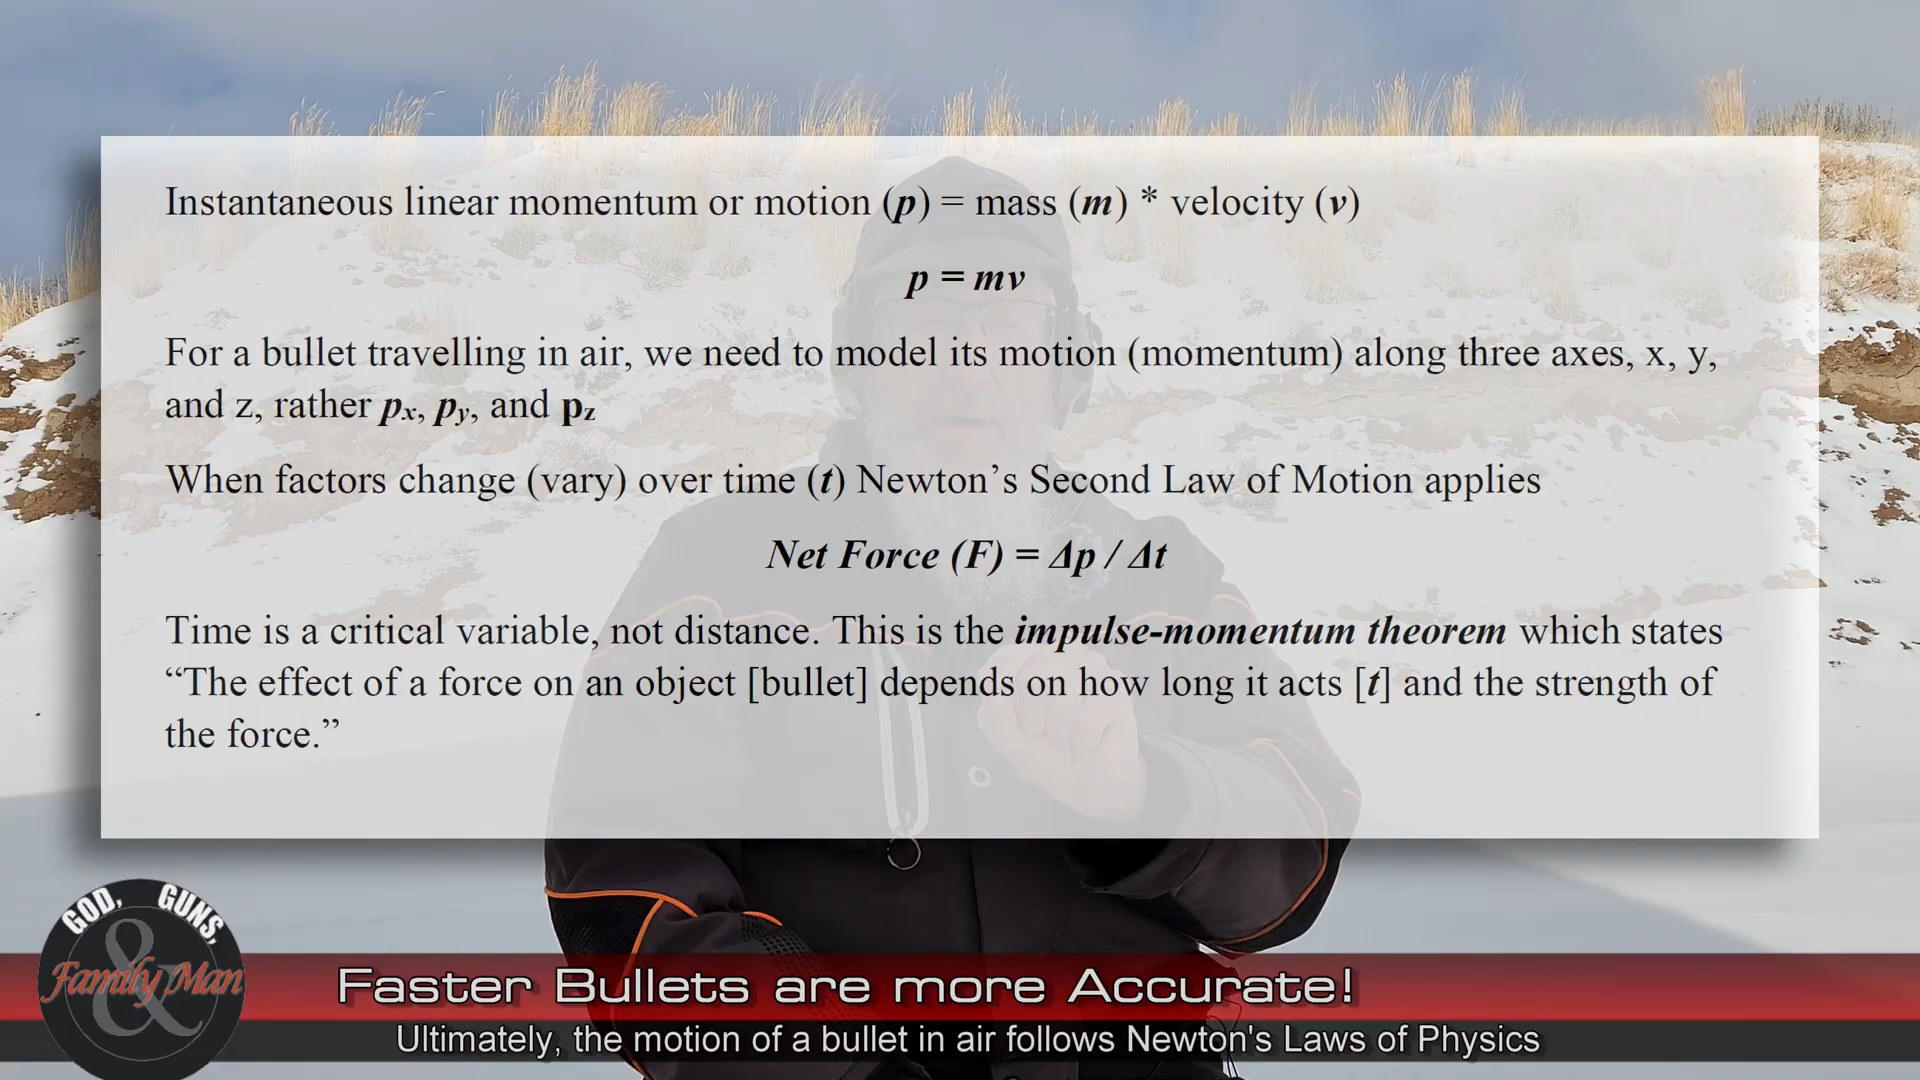 Instantaneous linear momentum or motion (p) = mass (m) * velocity (v)
p = mv
For a bullet travelling in air, we need to model its motion (momentum) along three axes, x, y,
and z, rather px, py, and pz
When factors change (vary) over time (t) Newton’s Second Law of Motion applies
Net Force (F) = Δp / Δt
Time is a critical variable, not distance. This is the impulse-momentum theorem which states
“The effect of a force on an object [bullet] depends on how long it acts [t] and the strength of
the force.”
GOD, GUNS,
&
Family Man
Faster Bullets are more Accurate!
Ultimately, the motion of a bullet in air follows Newton's Laws of Physics